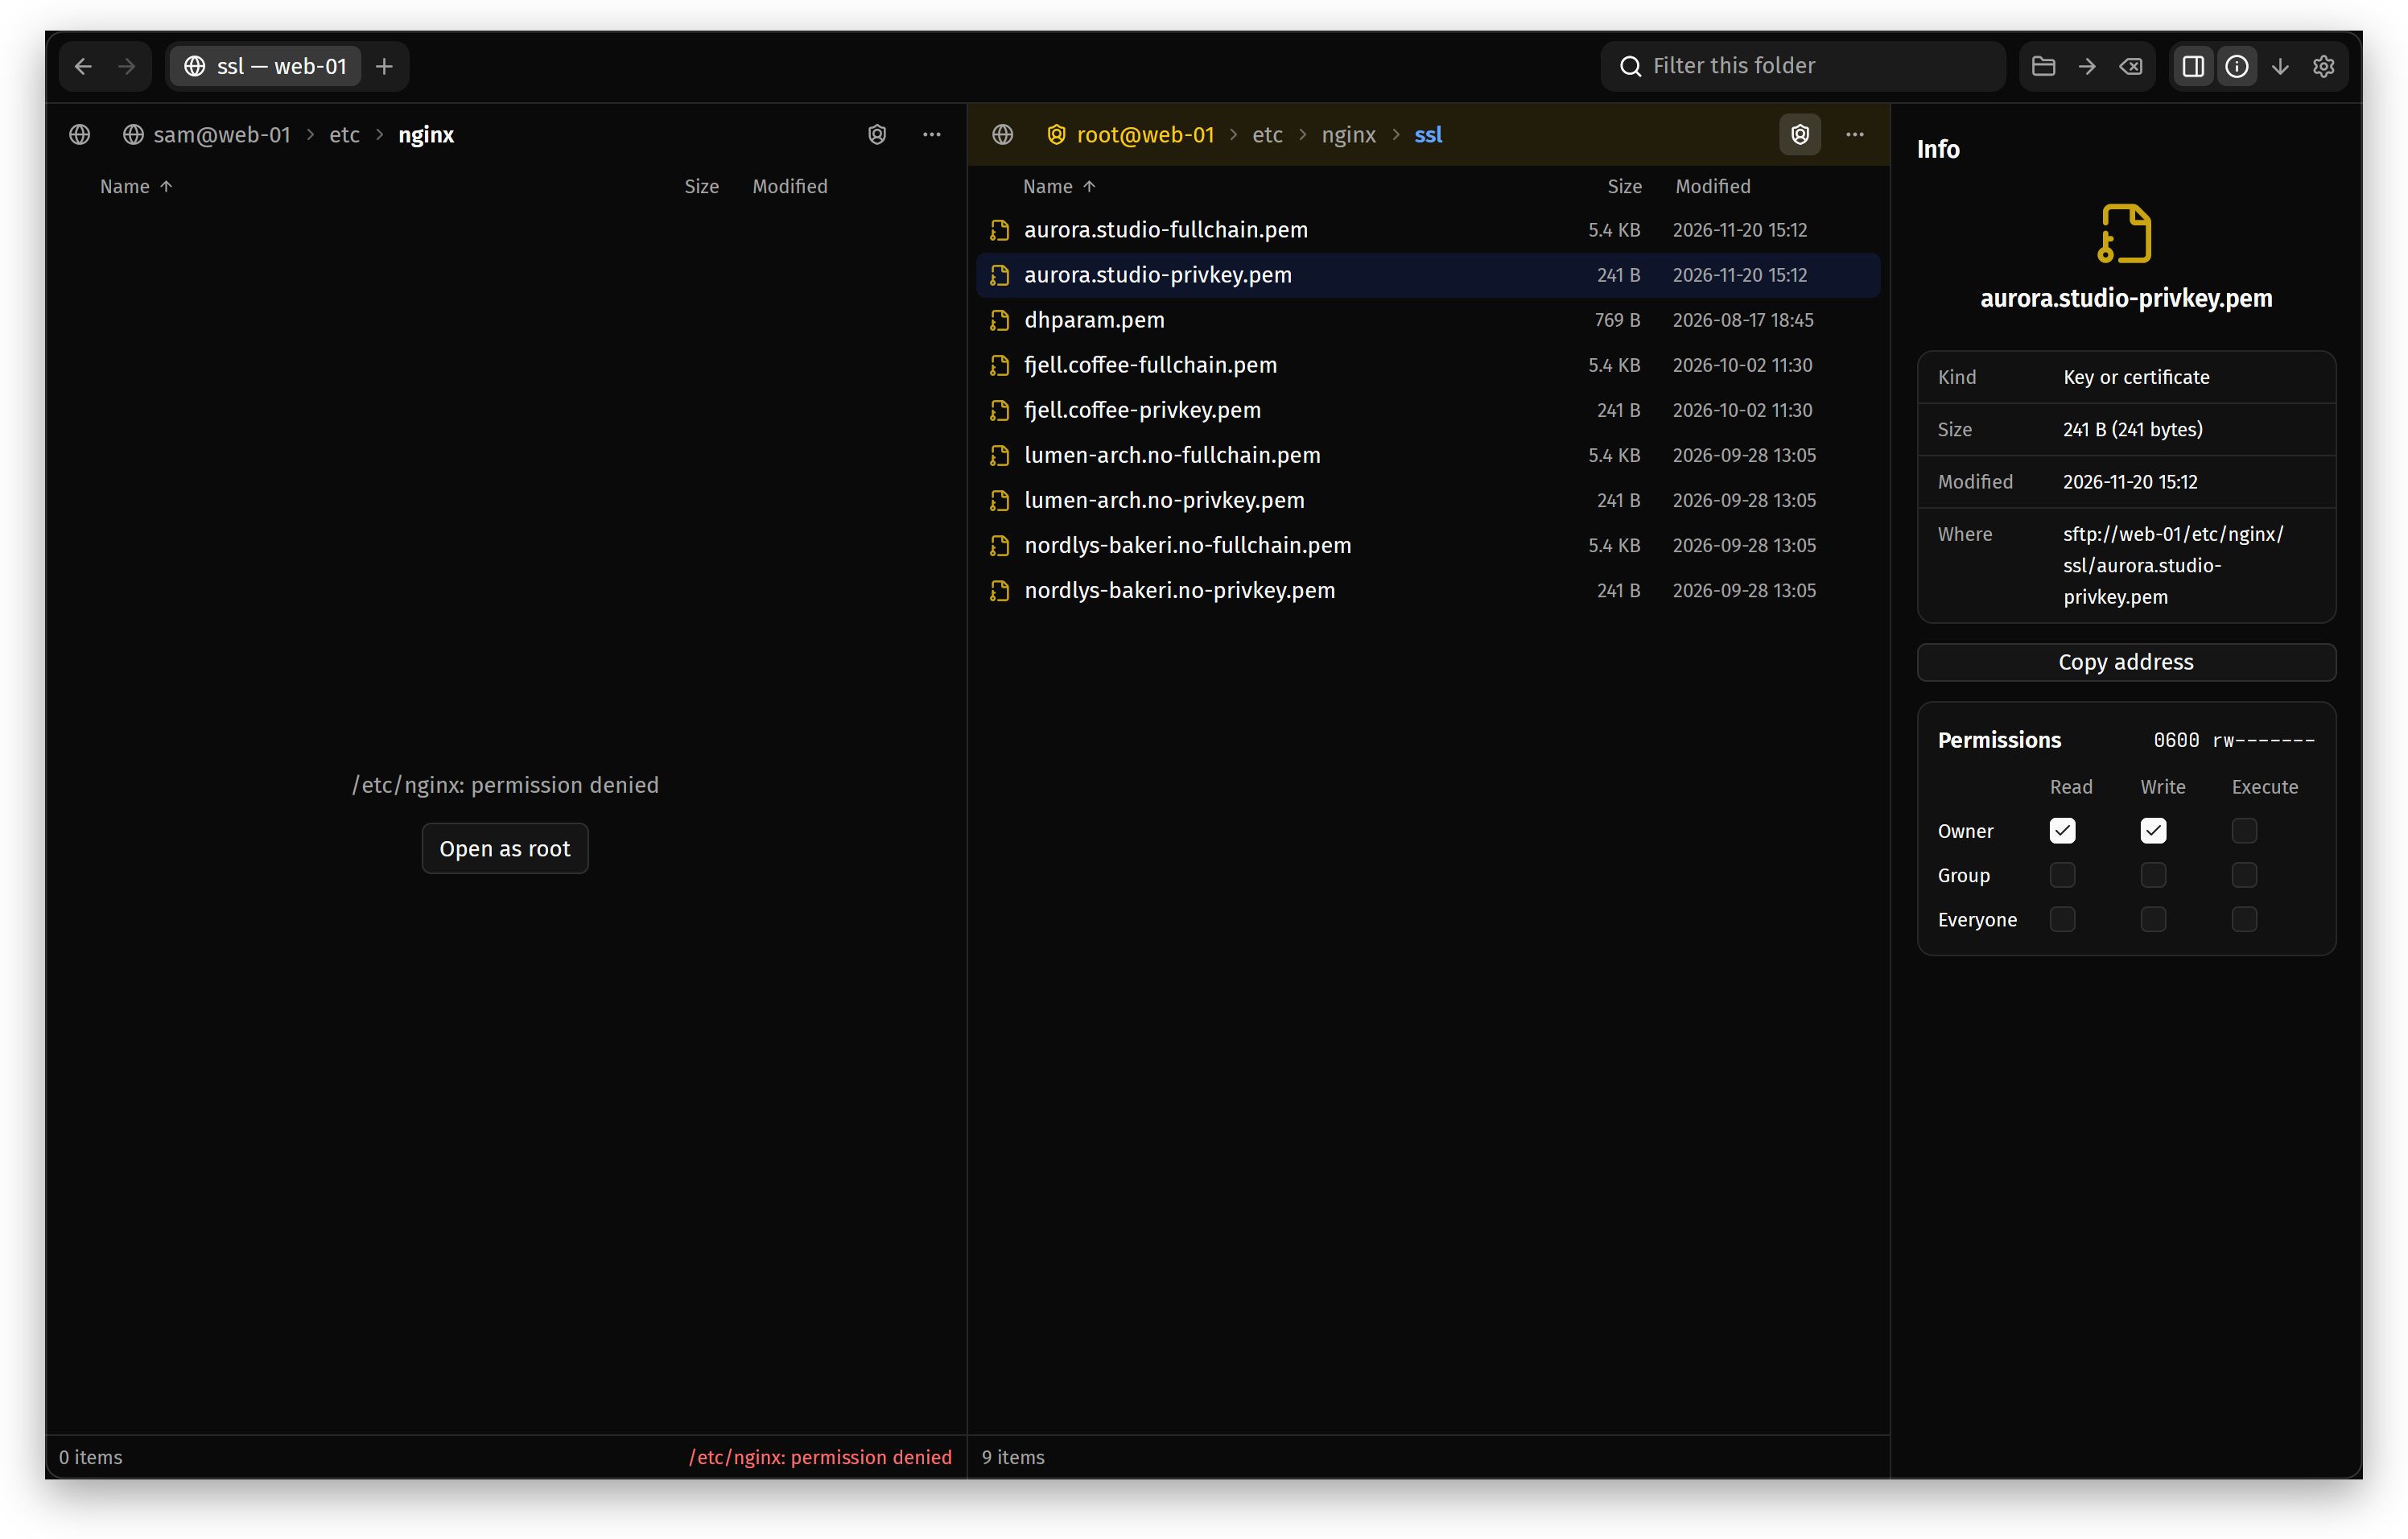 ssl — web-01
Filter this folder
sam@web-01 > etc > nginx
Name ↑ Size Modified
/etc/nginx: permission denied
Open as root
0 items /etc/nginx: permission denied
root@web-01 > etc > nginx > ssl
Name ↑ Size Modified
aurora.studio-fullchain.pem 5.4 KB 2026-11-20 15:12
aurora.studio-privkey.pem 241 B 2026-11-20 15:12
dhparam.pem 769 B 2026-08-17 18:45
fjell.coffee-fullchain.pem 5.4 KB 2026-10-02 11:30
fjell.coffee-privkey.pem 241 B 2026-10-02 11:30
lumen-arch.no-fullchain.pem 5.4 KB 2026-09-28 13:05
lumen-arch.no-privkey.pem 241 B 2026-09-28 13:05
nordlys-bakeri.no-fullchain.pem 5.4 KB 2026-09-28 13:05
nordlys-bakeri.no-privkey.pem 241 B 2026-09-28 13:05
9 items
Info
aurora.studio-privkey.pem
Kind Key or certificate
Size 241 B (241 bytes)
Modified 2026-11-20 15:12
Where sftp://web-01/etc/nginx/
ssl/aurora.studio-
privkey.pem
Copy address
Permissions 0600 rw-------
Read Write Execute
Owner
Group
Everyone